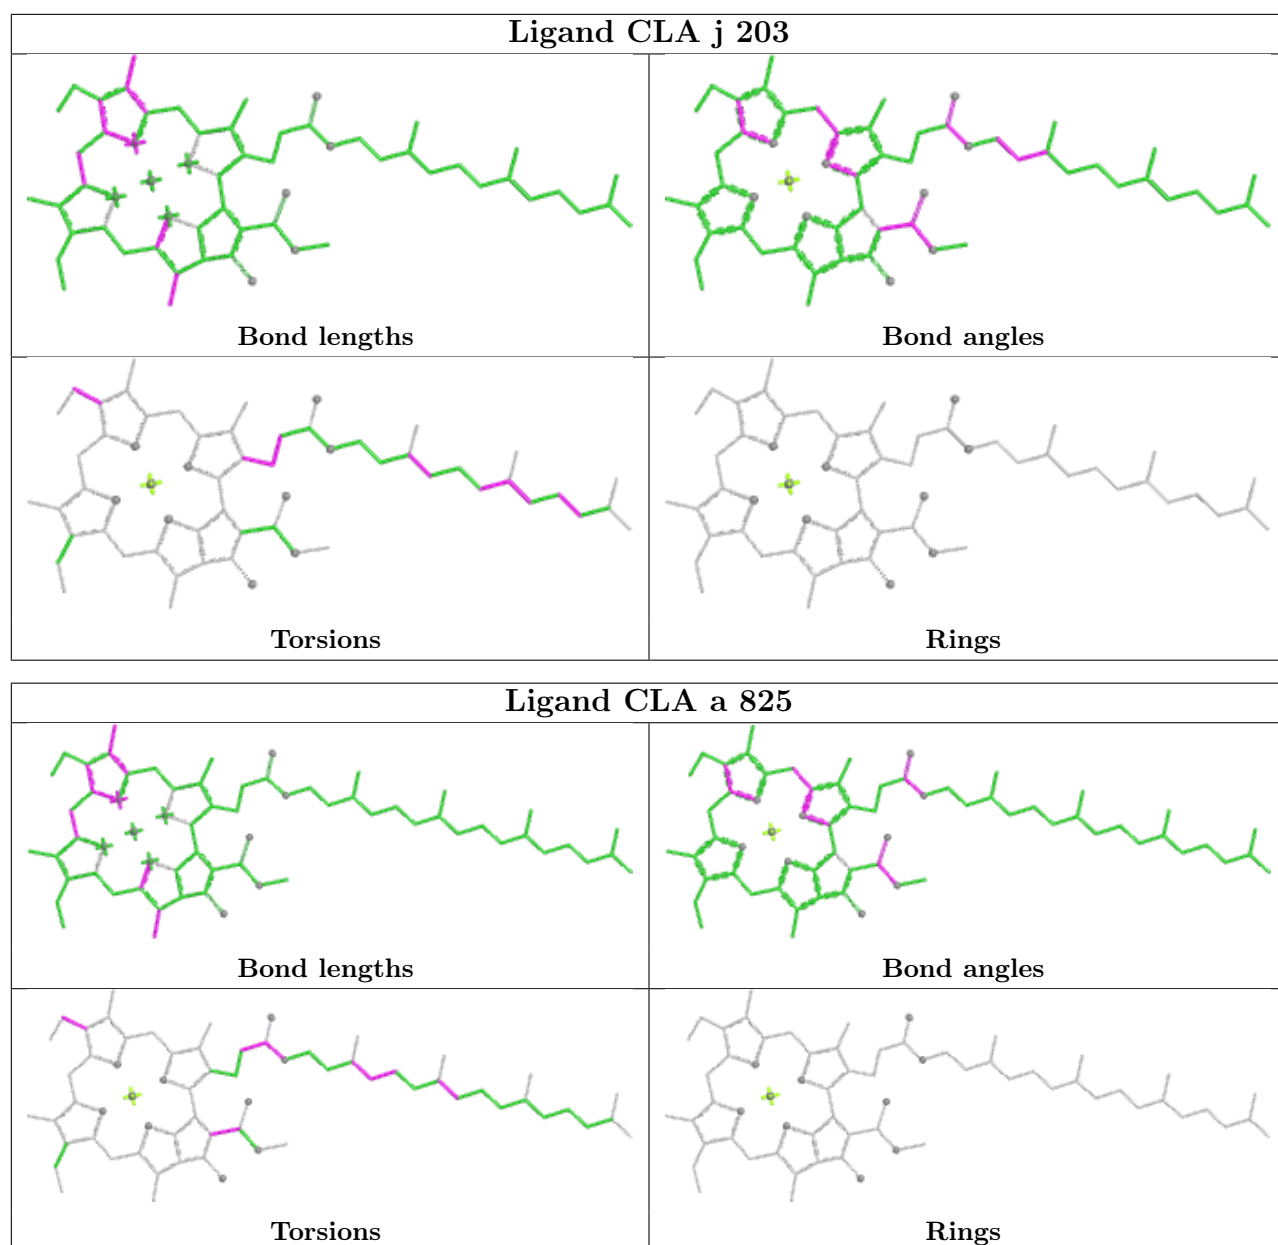 Ligand CLA j 203
Bond lengths
Bond angles
Torsions
Rings
Ligand CLA a 825
Bond lengths
Bond angles
Torsions
Rings